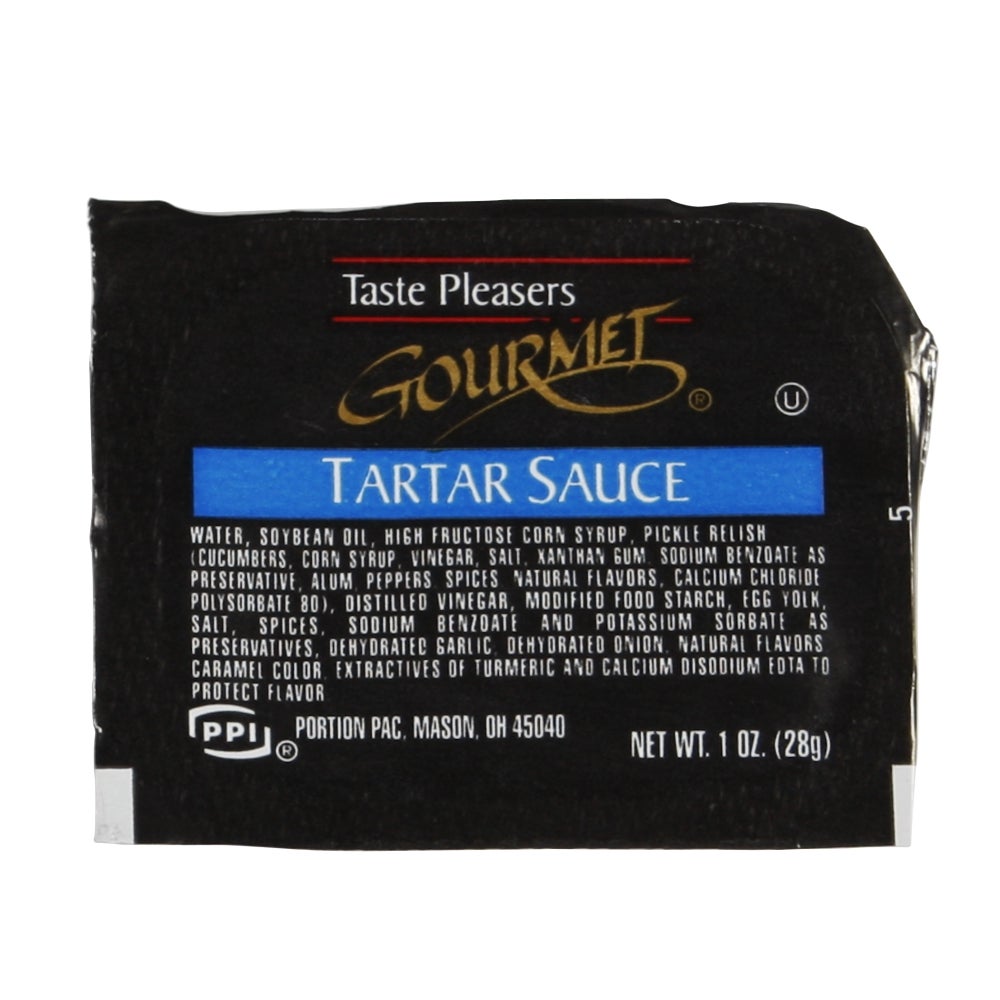 Taste Pleasers
GOURMET ®
U
TARTAR SAUCE
WATER, SOYBEAN OIL, HIGH FRUCTOSE CORN SYRUP, PICKLE RELISH
(CUCUMBERS, CORN SYRUP, VINEGAR, SALT, XANTHAN GUM, SODIUM BENZOATE AS
PRESERVATIVE, ALUM, PEPPERS, SPICES, NATURAL FLAVORS, CALCIUM CHLORIDE
POLYSORBATE 80), DISTILLED VINEGAR, MODIFIED FOOD STARCH, EGG YOLK,
SALT, SPICES, SODIUM BENZOATE AND POTASSIUM SORBATE AS
PRESERVATIVES, DEHYDRATED GARLIC, DEHYDRATED ONION, NATURAL FLAVORS
CARAMEL COLOR, EXTRACTIVES OF TURMERIC AND CALCIUM DISODIUM EDTA TO
PROTECT FLAVOR
PPI ® PORTION PAC, MASON, OH 45040
NET WT. 1 OZ. (28g)
5